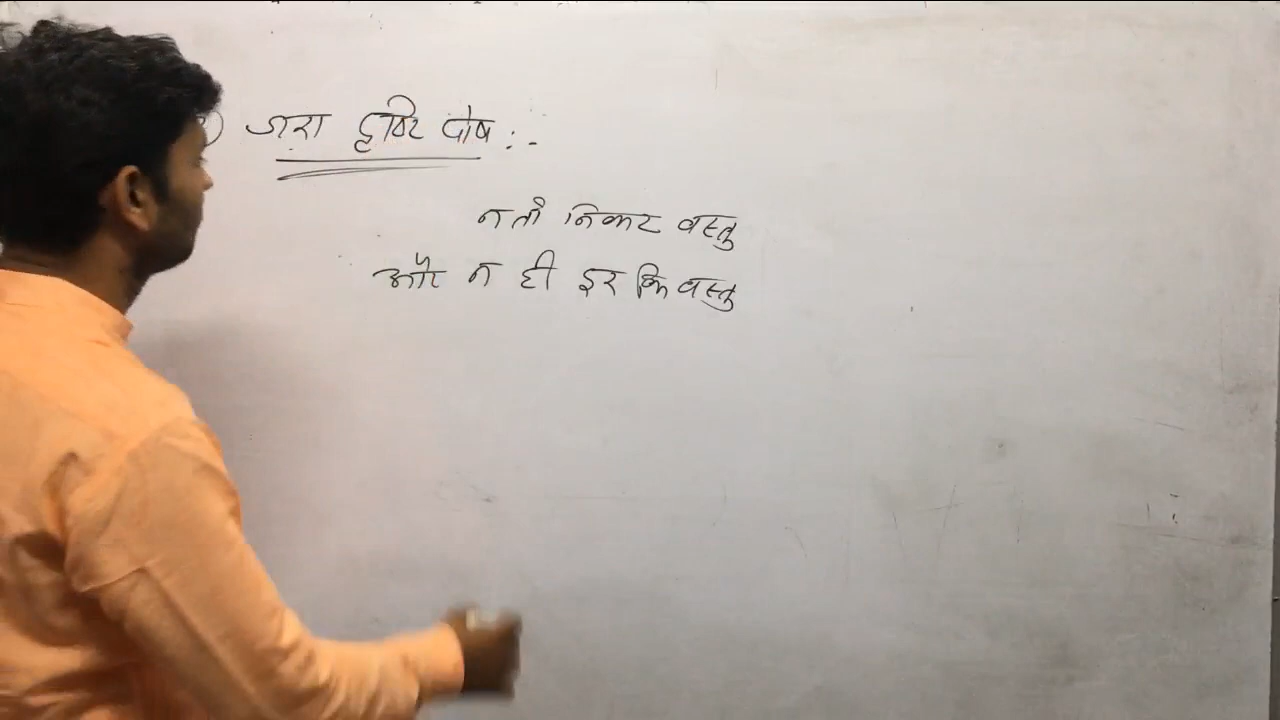 ) जरा दृष्टि दोष :-
न तो निकट वस्तु
और न ही दुर कि वस्तु